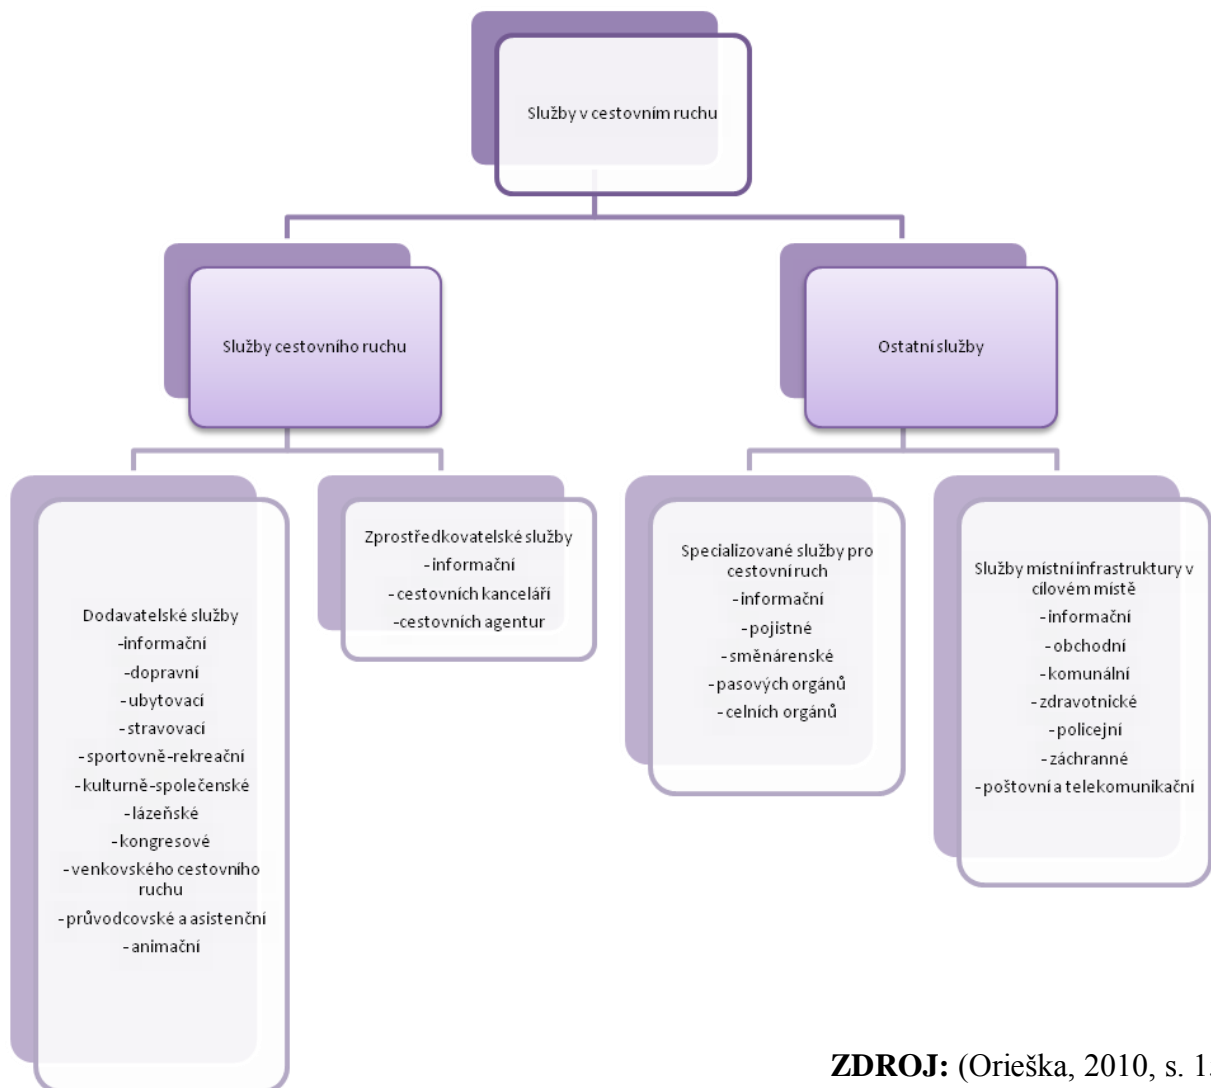 Služby v cestovním ruchu
Služby cestovního ruchu
Ostatní služby
Dodavatelské služby
-informační
-dopravní
-ubytovací
-stravovací
-sportovně-rekreační
-kulturně-společenské
-lázeňské
-kongresové
-venkovského cestovního
ruchu
-průvodcovské a asistenční
-animační
Zprostředkovatelské služby
-informační
-cestovních kanceláří
-cestovních agentur
Specializované služby pro
cestovní ruch
-informační
-pojistné
-směnárenské
-pasových orgánů
-celních orgánů
Služby místní infrastruktury v
cílovém místě
-informační
-obchodní
-komunální
-zdravotnické
-policejní
-záchranné
-poštovní a telekomunikační
ZDROJ: (Orieška, 2010, s.